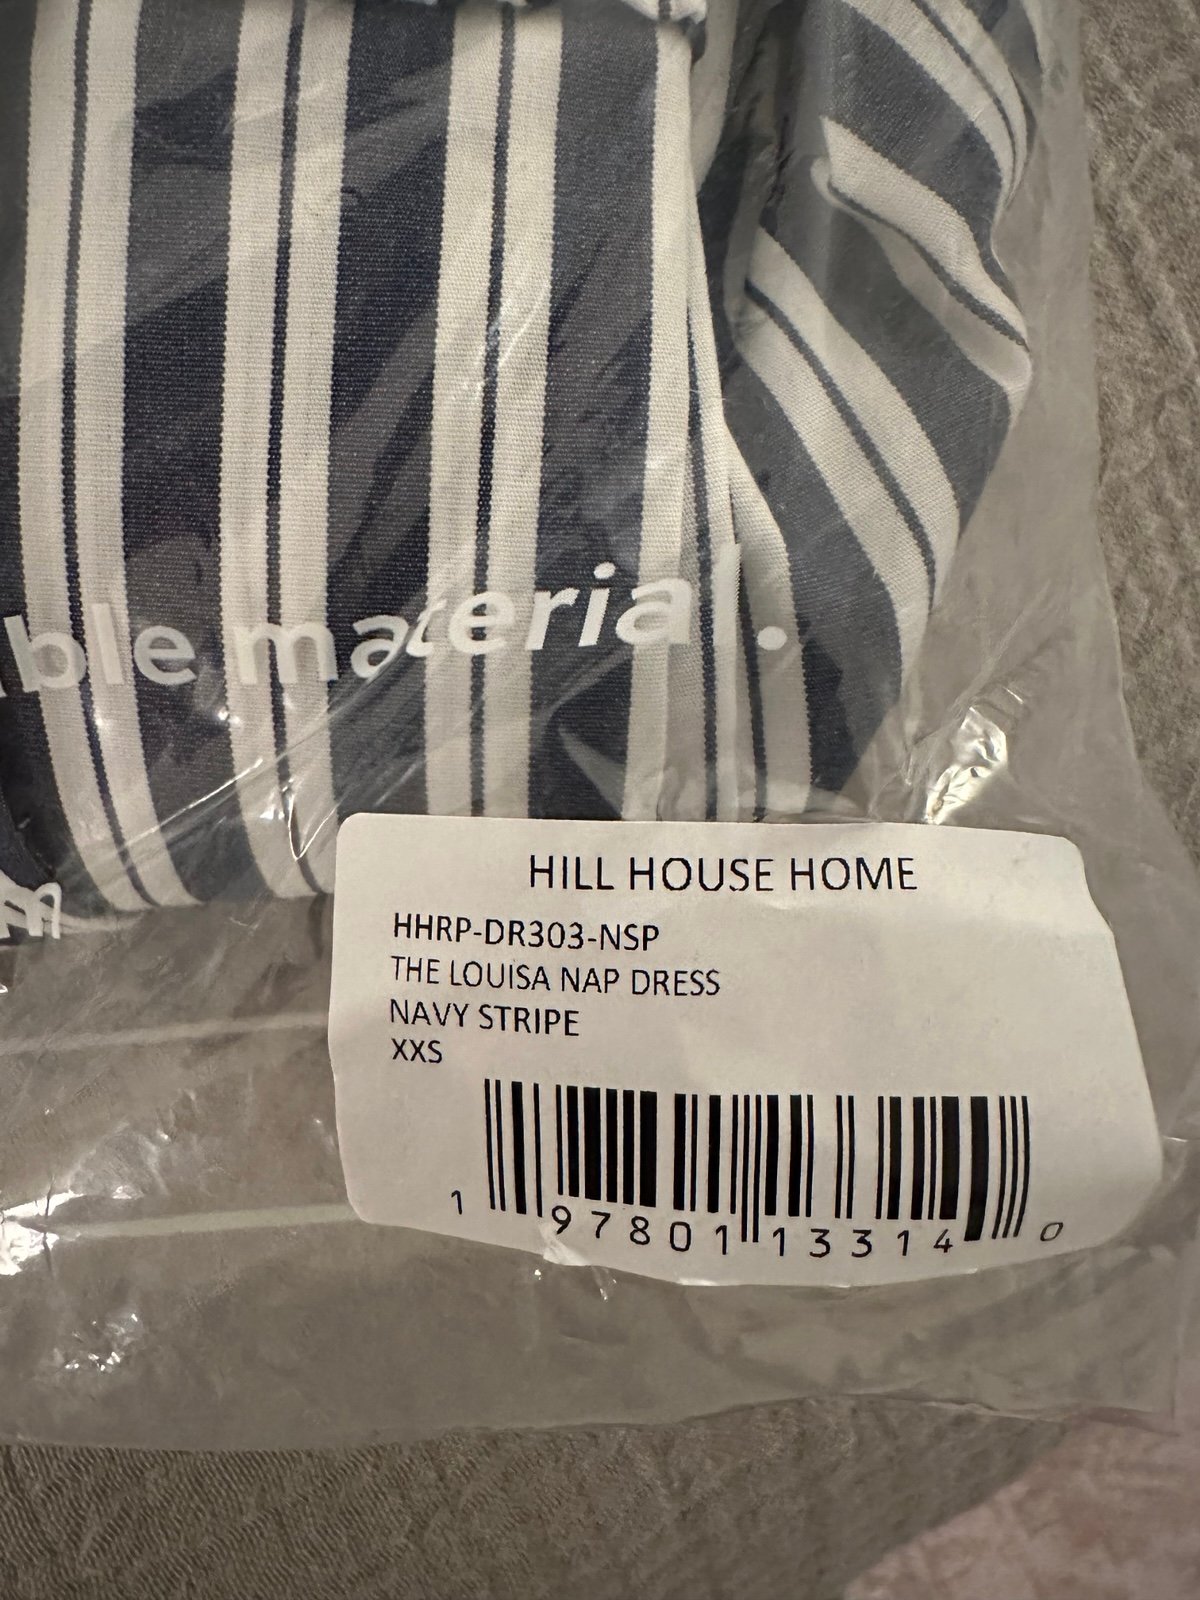 ble material.
HILL HOUSE HOME
HHRP-DR303-NSP
THE LOUISA NAP DRESS
NAVY STRIPE
XXS
1 97801 13314 0